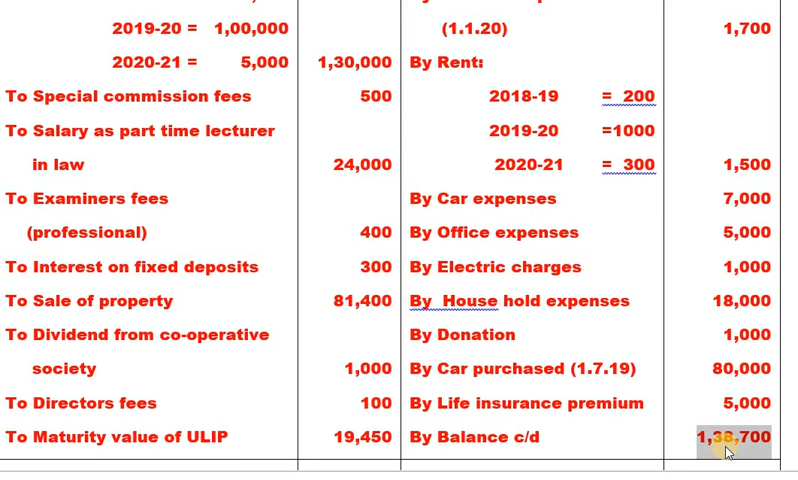 2019-20 = 1,00,000
2020-21 = 5,000 1,30,000
To Special commission fees 500
To Salary as part time lecturer
in law 24,000
To Examiners fees
(professional) 400
To Interest on fixed deposits 300
To Sale of property 81,400
To Dividend from co-operative
society 1,000
To Directors fees 100
To Maturity value of ULIP 19,450
(1.1.20) 1,700
By Rent:
2018-19 = 200
2019-20 =1000
2020-21 = 300 1,500
By Car expenses 7,000
By Office expenses 5,000
By Electric charges 1,000
By House hold expenses 18,000
By Donation 1,000
By Car purchased (1.7.19) 80,000
By Life insurance premium 5,000
By Balance c/d 1,38,700